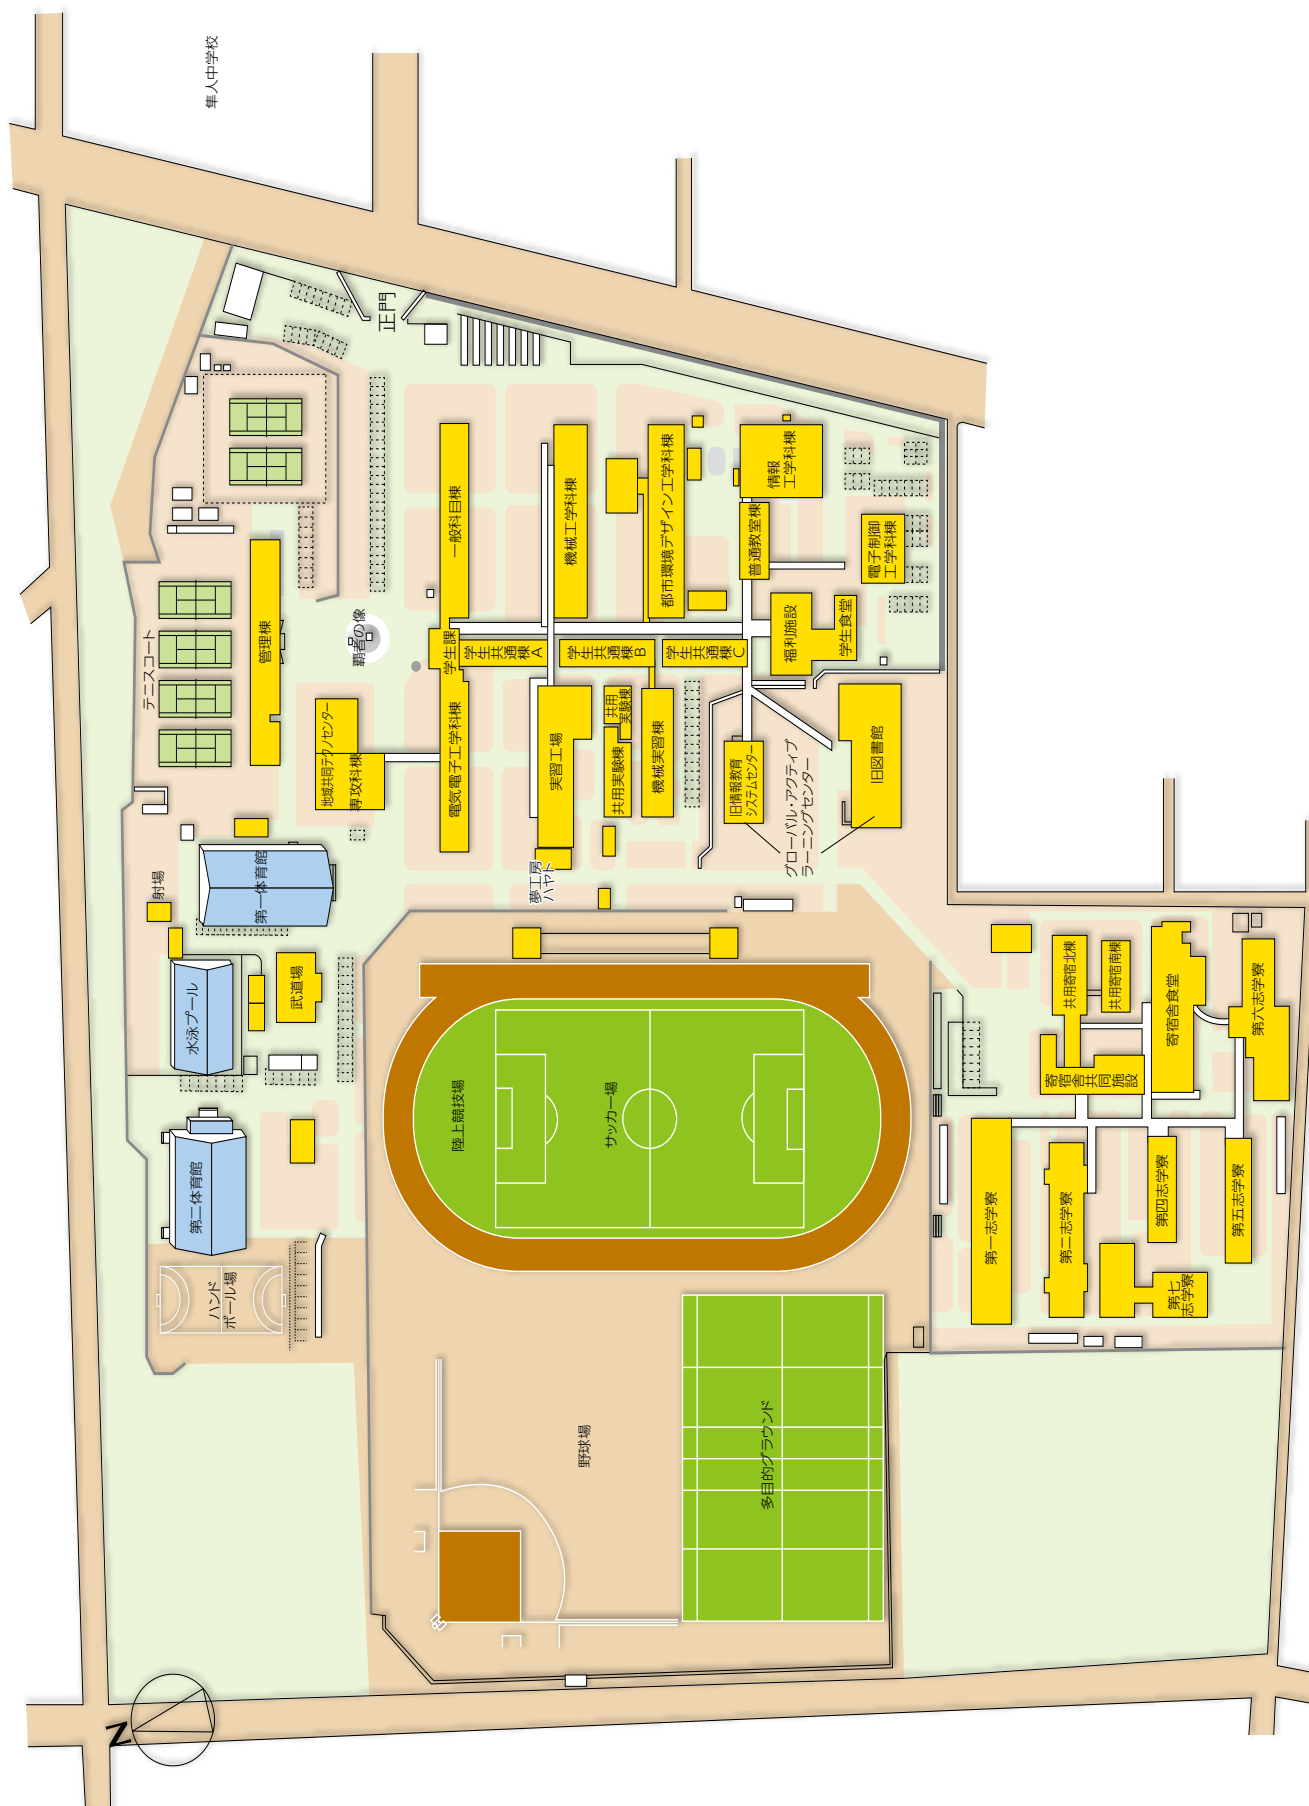 隼人中学校
正門
テニスコート
管理棟
覇者の像
一般科目棟
機械工学科棟
都市環境デザイン工学科棟
情報
工学科棟
普通教室棟
電子制御
工学科棟
学生課
学生共通棟A
学生共通棟B
学生共通棟C
福利施設
学生食堂
地域共同テクノセンター
専攻科棟
電気電子工学科棟
実習工場
共用
実験棟
共用実験棟
機械実習棟
旧情報教育
システムセンター
グローバル・アクティブ
ラーニングセンター
旧図書館
夢工房
ハヤト
射場
第一体育館
水泳プール
武道場
第二体育館
ハンド
ボール場
陸上競技場
サッカー場
野球場
多目的グラウンド
共用寄宿北棟
共用寄宿南棟
寄宿舎食堂
第六志学寮
寄宿舎共同施設
第一志学寮
第二志学寮
第四志学寮
第五志学寮
第七
志学寮
N